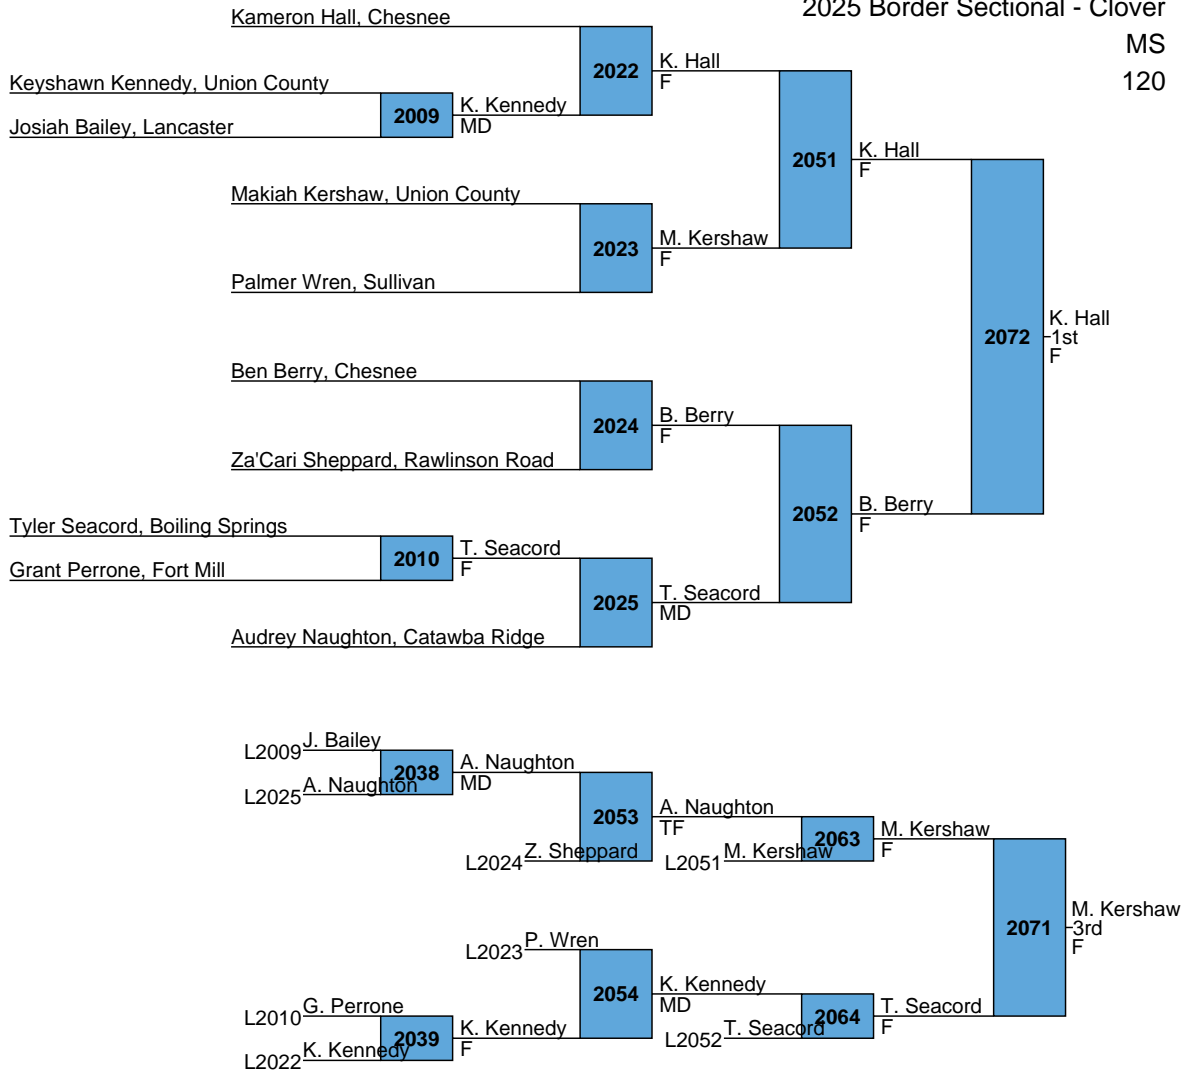 2025 Border Sectional - Clover
MS
120
Kameron Hall, Chesnee
2022
K. Hall
F
Keyshawn Kennedy, Union County
2009
K. Kennedy
MD
Josiah Bailey, Lancaster
2051
K. Hall
F
Makiah Kershaw, Union County
2023
M. Kershaw
F
Palmer Wren, Sullivan
2072
K. Hall
1st
F
Ben Berry, Chesnee
2024
B. Berry
F
Za'Cari Sheppard, Rawlinson Road
2052
B. Berry
F
Tyler Seacord, Boiling Springs
2010
T. Seacord
F
Grant Perrone, Fort Mill
2025
T. Seacord
MD
Audrey Naughton, Catawba Ridge
L2009
J. Bailey
2038
A. Naughton
MD
L2025
A. Naughton
2053
A. Naughton
TF
L2024
Z. Sheppard
L2051
M. Kershaw
2063
M. Kershaw
F
2071
M. Kershaw
3rd
F
L2023
P. Wren
2054
K. Kennedy
MD
L2010
G. Perrone
2039
K. Kennedy
F
L2022
K. Kennedy
L2052
T. Seacord
2064
T. Seacord
F